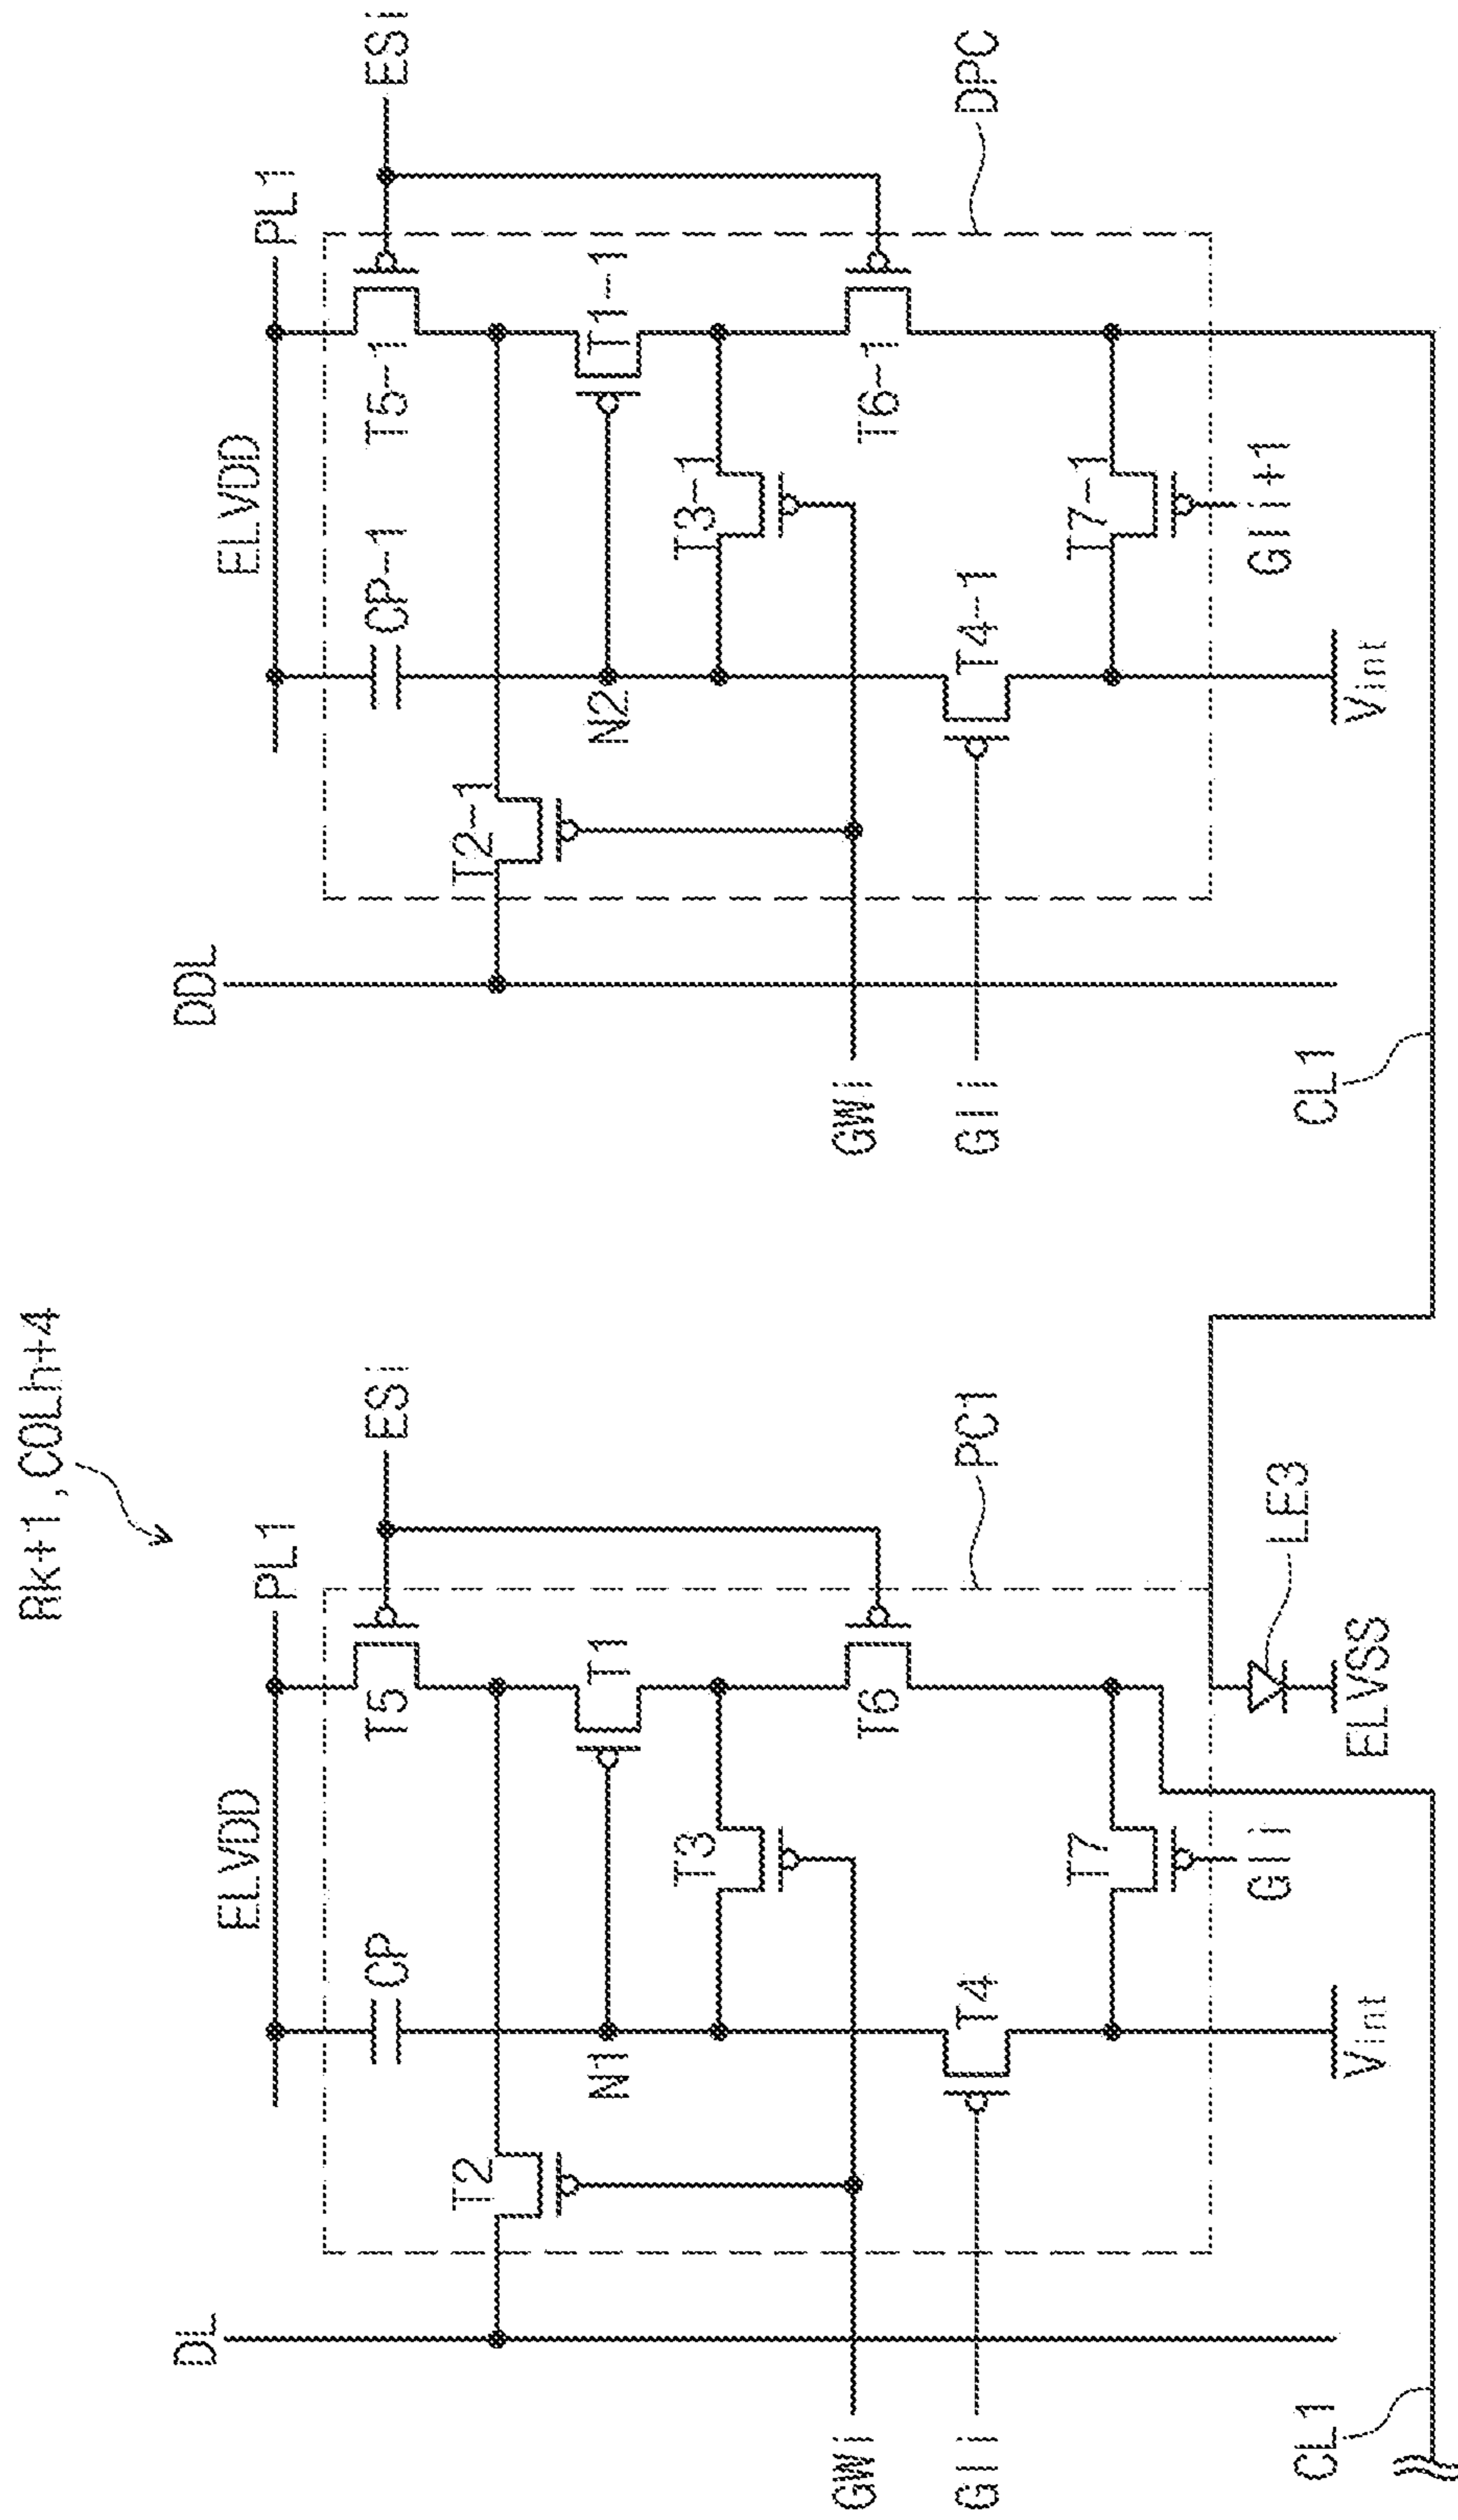 Rk+1,COLh+4
DL
ELVDD
PL1
CP
T5
ESi
T2
N1
T1
T3
GWi
T6
GIi
T4
PC1
T7
GIi
CL1
Vint
ELVSS
LE3
DDL
ELVDD
PL1
CP-1
T5-1
ESi
T2-1
N2
T1-1
T3-1
GWi
T6-1
GIi
T4-1
DPC
T7-1
GIi+1
CL1
Vint